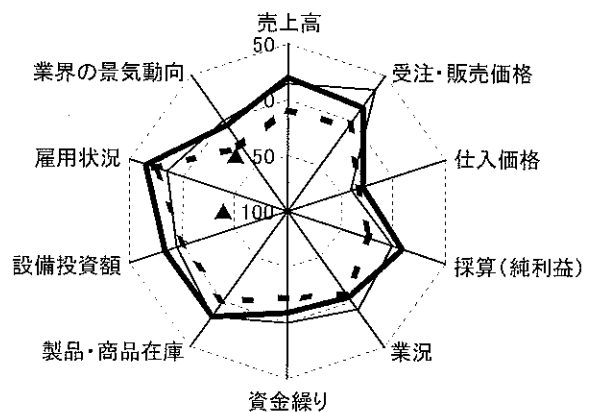 売上高
50
業界の景気動向
受注・販売価格
0
雇用状況
50
▲
仕入価格
▲
100
設備投資額
採算(純利益)
製品・商品在庫
業況
資金繰り